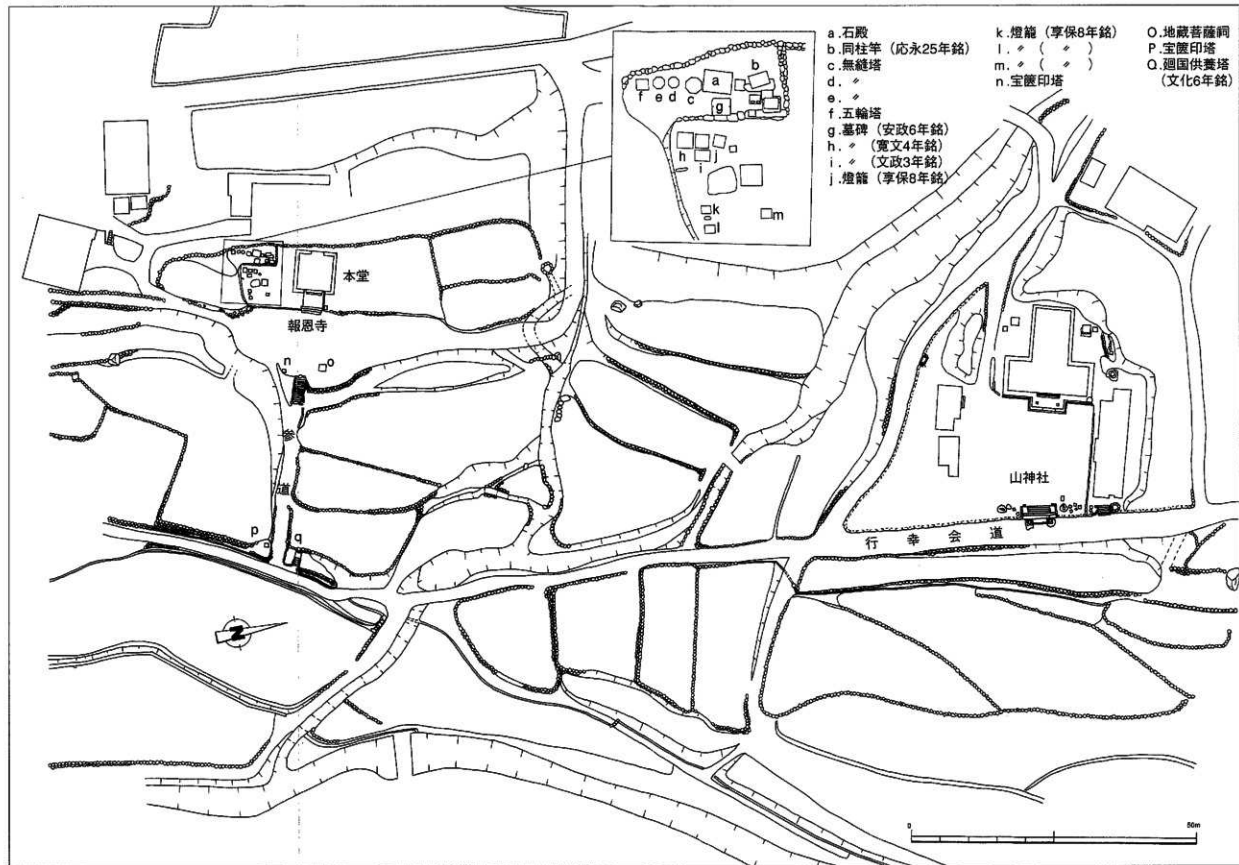 a.石殿
b.同柱竿（応永25年銘）
c.無縫塔
d. 〃
e. 〃
f.五輪塔
g.墓碑（安政6年銘）
h. 〃（寛文4年銘）
i. 〃（文政3年銘）
j.燈籠（享保8年銘）
k.燈籠（享保8年銘）
l. 〃（ 〃 ）
m. 〃（ 〃 ）
n.宝篋印塔
O.地蔵菩薩祠
P.宝篋印塔
Q.廻国供養塔
（文化6年銘）
a
b
c
d
e
f
g
h
i
j
k
l
m
本堂
報恩寺
n
o
参道
p
q
山神社
行幸会道
N
0
50m